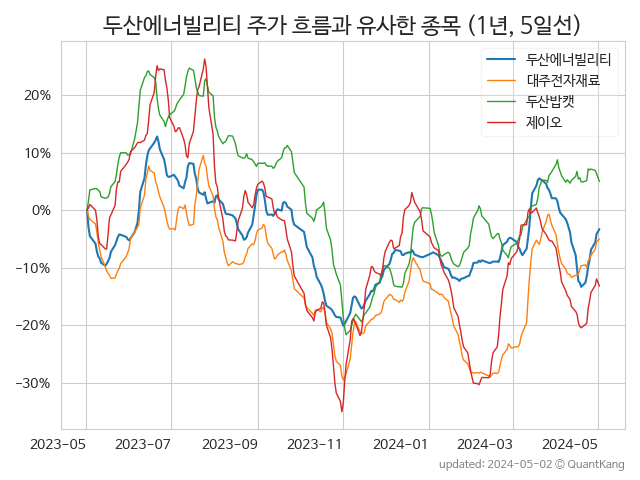 두산에너빌리티 주가 흐름과 유사한 종목 (1년, 5일선)
두산에너빌리티
대주전자재료
두산밥캣
제이오
20%
10%
0%
−10%
−20%
−30%
2023-05
2023-07
2023-09
2023-11
2024-01
2024-03
2024-05
updated: 2024-05-02 © QuantKang